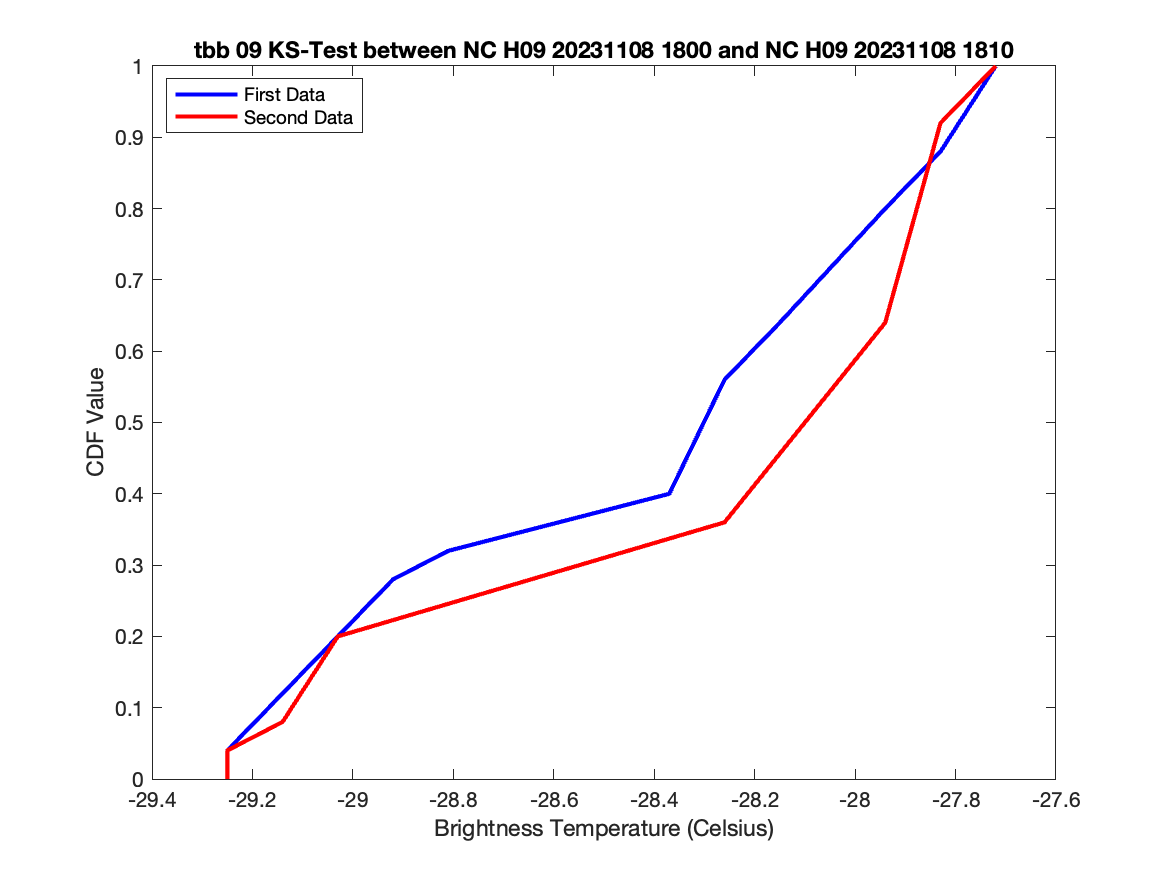 tbb 09 KS-Test between NC H09 20231108 1800 and NC H09 20231108 1810
First Data
Second Data
1
0.9
0.8
0.7
0.6
0.5
0.4
0.3
0.2
0.1
0
CDF Value
-29.4 -29.2 -29 -28.8 -28.6 -28.4 -28.2 -28 -27.8 -27.6
Brightness Temperature (Celsius)